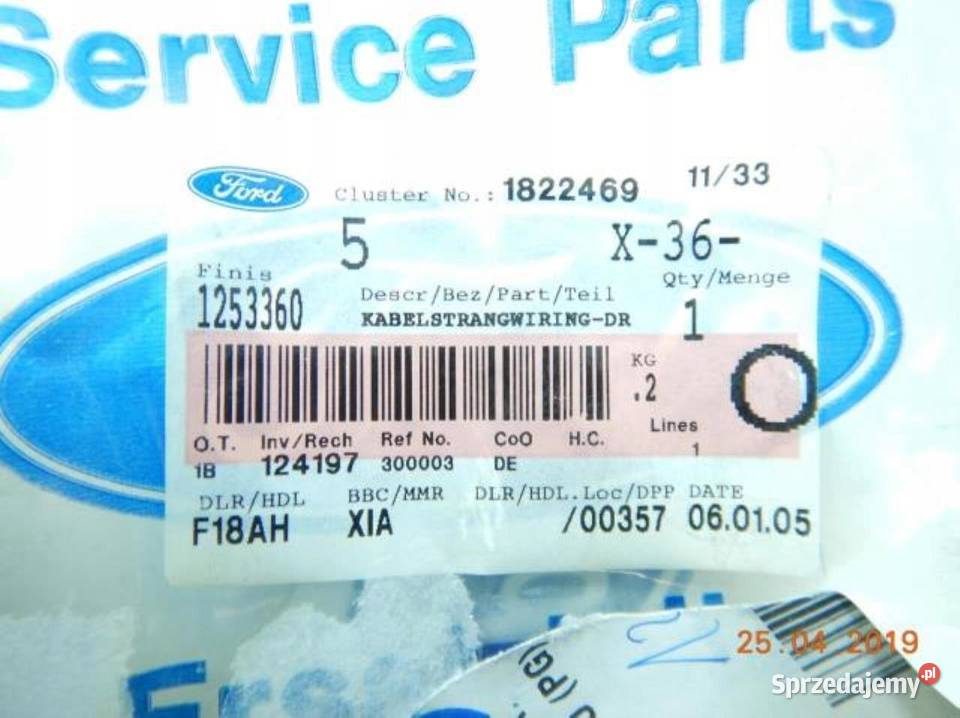 Service Parts
Ford
Cluster No.: 1822469 11/33
5 X-36-
Finis
Descr/Bez/Part/Teil Qty/Menge
1253360 KABELSTRANGWIRING-DR 1
KG
.2
Lines
O.T. Inv/Rech Ref No. CoO H.C. 1
1B 124197 300003 DE
DLR/HDL BBC/MMR DLR/HDL.Loc/DPP DATE
F18AH XIA /00357 06.01.05
2
25.04 2019
(PG)
Sprzedajemy.pl